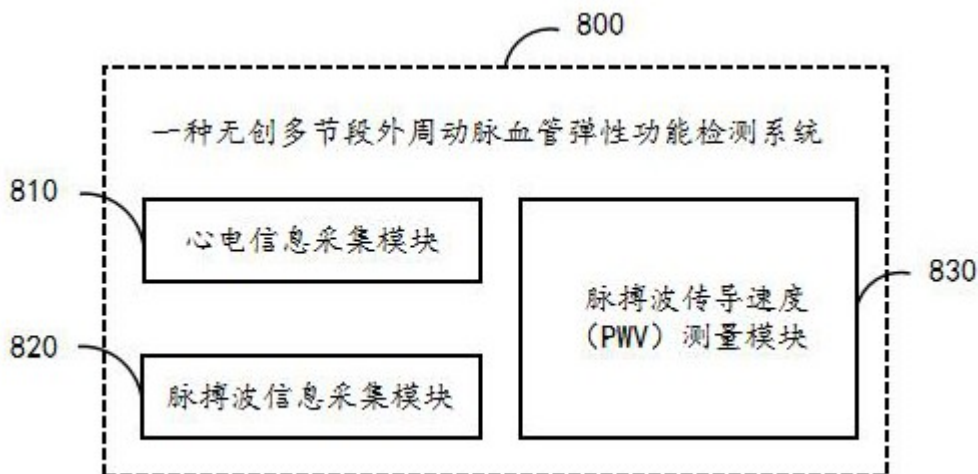 800
一种无创多节段外周动脉血管弹性功能检测系统
810
心电信息采集模块
脉搏波传导速度
(PWV) 测量模块
830
820
脉搏波信息采集模块